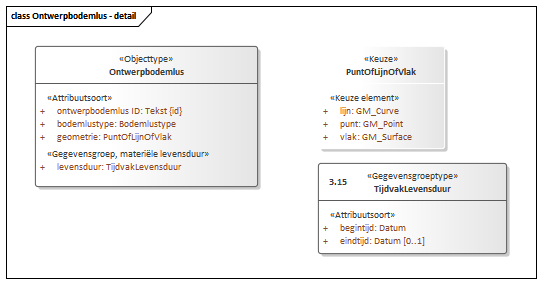 class Ontwerpbodemlus - detail
«Objecttype»
Ontwerpbodemlus
«Attribuutsoort»
+ ontwerpbodemlus ID: Tekst {id}
+ bodemlustype: Bodemlustype
+ geometrie: PuntOfLijnOfVlak
«Gegevensgroep, materiële levensduur»
+ levensduur: TijdvakLevensduur
«Keuze»
PuntOfLijnOfVlak
«Keuze element»
+ lijn: GM_Curve
+ punt: GM_Point
+ vlak: GM_Surface
3.15 «Gegevensgroeptype»
TijdvakLevensduur
«Attribuutsoort»
+ begintijd: Datum
+ eindtijd: Datum [0..1]